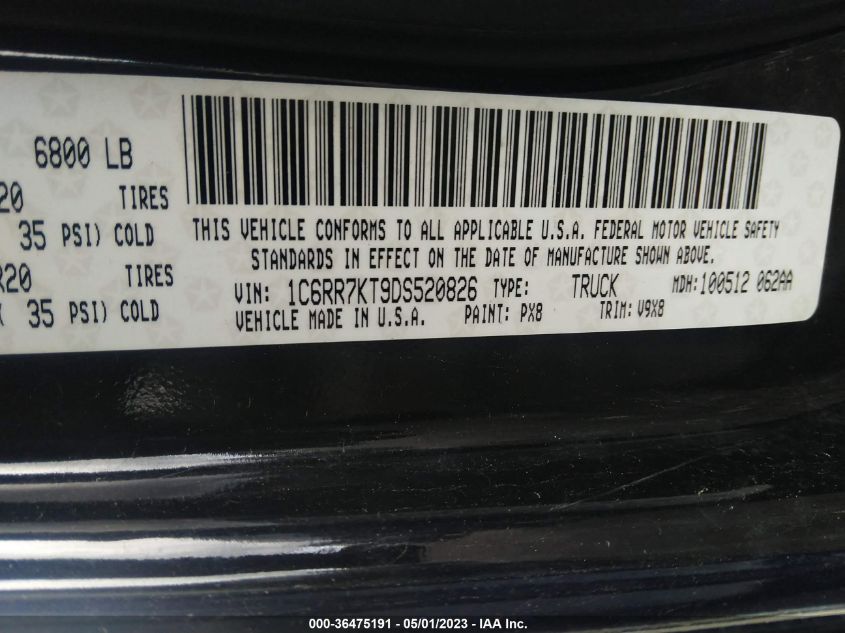 6800 LB
20 TIRES
35 PSI) COLD
R20 TIRES
35 PSI) COLD
THIS VEHICLE CONFORMS TO ALL APPLICABLE U.S.A. FEDERAL MOTOR VEHICLE SAFETY
STANDARDS IN EFFECT ON THE DATE OF MANUFACTURE SHOWN ABOVE.
VIN: 1C6RR7KT9DS520826 TYPE: TRUCK MDH:100512 062AA
VEHICLE MADE IN U.S.A. PAINT: PX8 TRIM: V9X8
000-36475191 - 05/01/2023 - IAA Inc.